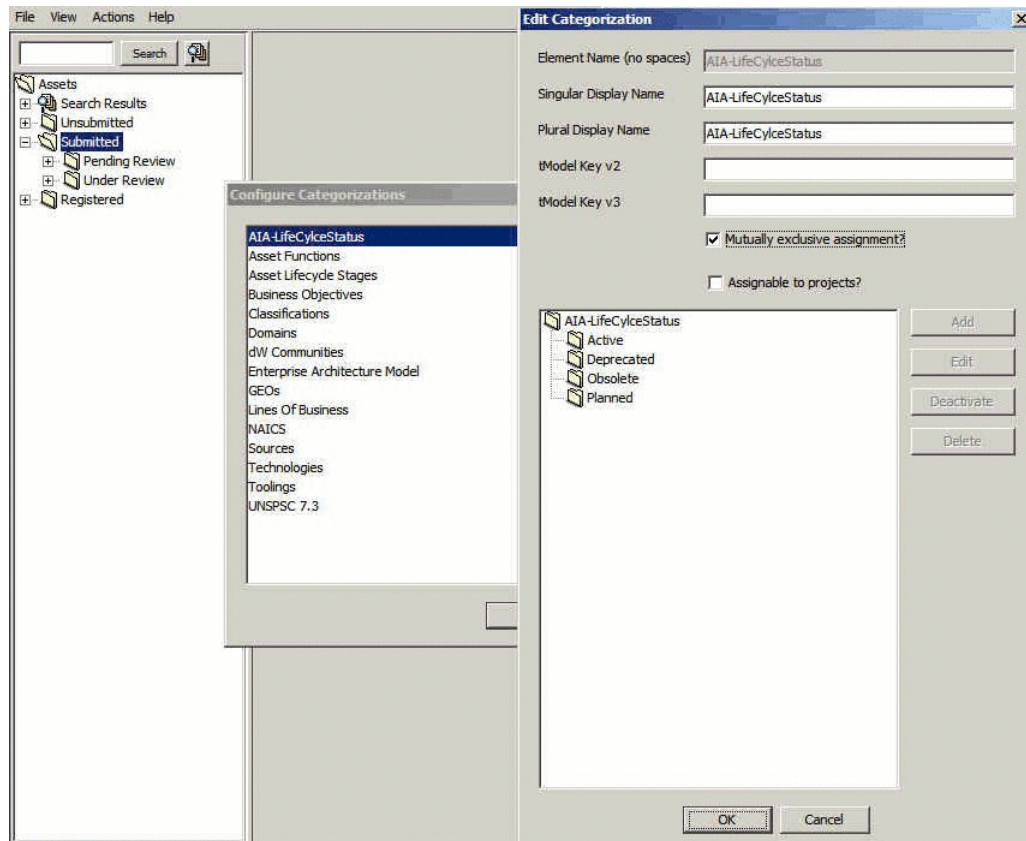 File View Actions Help
Search
Assets
Search Results
Unsubmitted
Submitted
Pending Review
Under Review
Registered
Configure Categorizations
AIA-LifeCylceStatus
Asset Functions
Asset Lifecycle Stages
Business Objectives
Classifications
Domains
dW Communities
Enterprise Architecture Model
GEOs
Lines Of Business
NAICS
Sources
Technologies
Toolings
UNSPSC 7.3
Edit Categorization
Element Name (no spaces) AIA-LifeCylceStatus
Singular Display Name AIA-LifeCylceStatus
Plural Display Name AIA-LifeCylceStatus
tModel Key v2
tModel Key v3
Mutually exclusive assignment?
Assignable to projects?
AIA-LifeCylceStatus
Active
Deprecated
Obsolete
Planned
Add
Edit
Deactivate
Delete
OK Cancel